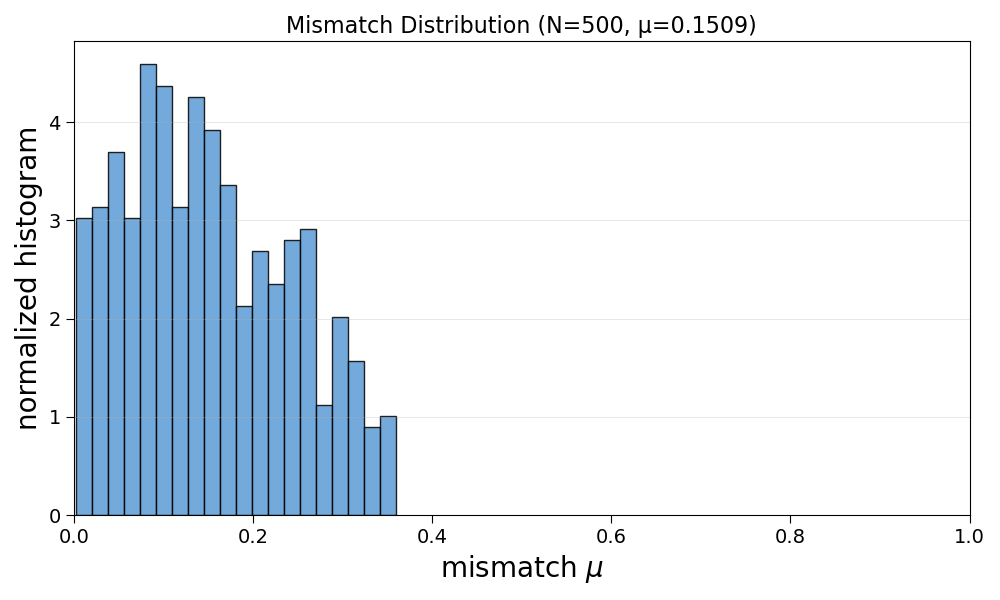 Mismatch Distribution (N=500, μ=0.1509)
normalized histogram
4
3
2
1
0
0.0 0.2 0.4 0.6 0.8 1.0
mismatch μ